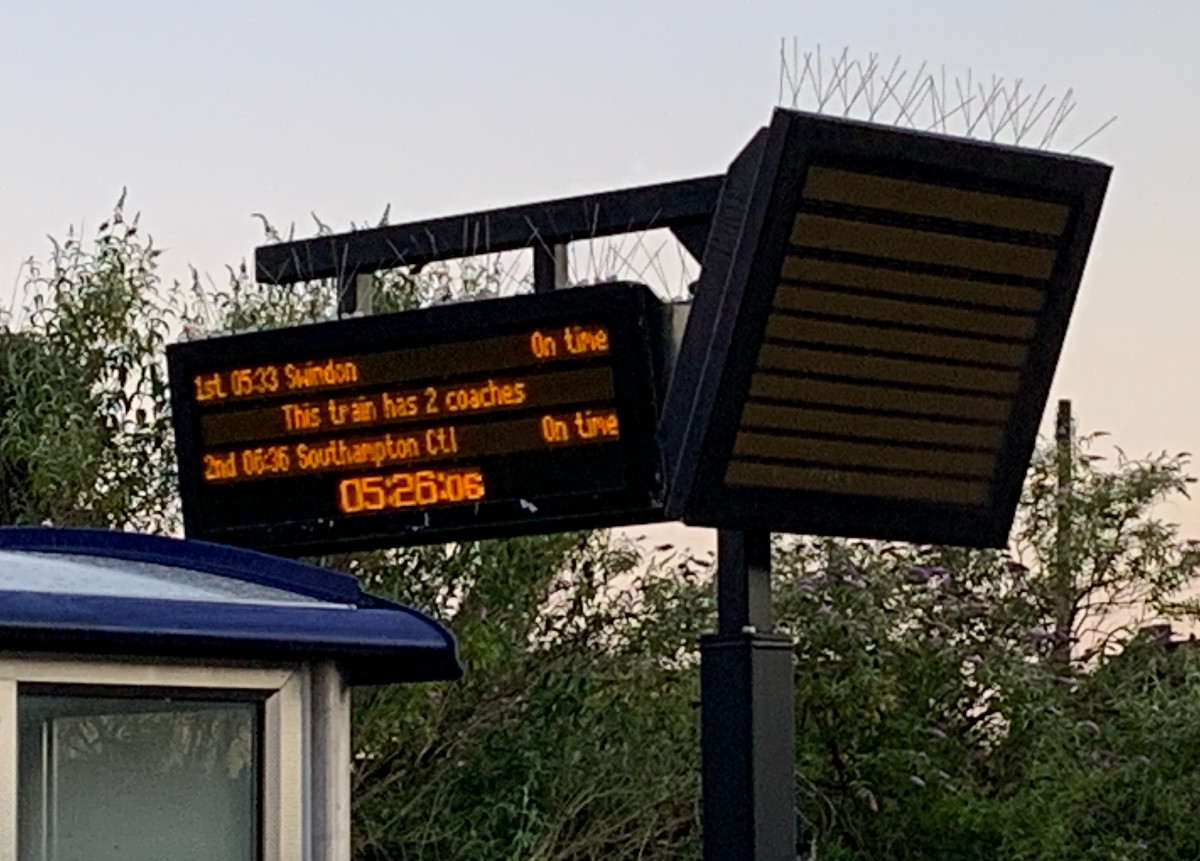 1st 05:33 Swindon On time
This train has 2 coaches
2nd 06:36 Southampton Ctl On time
05:26:06